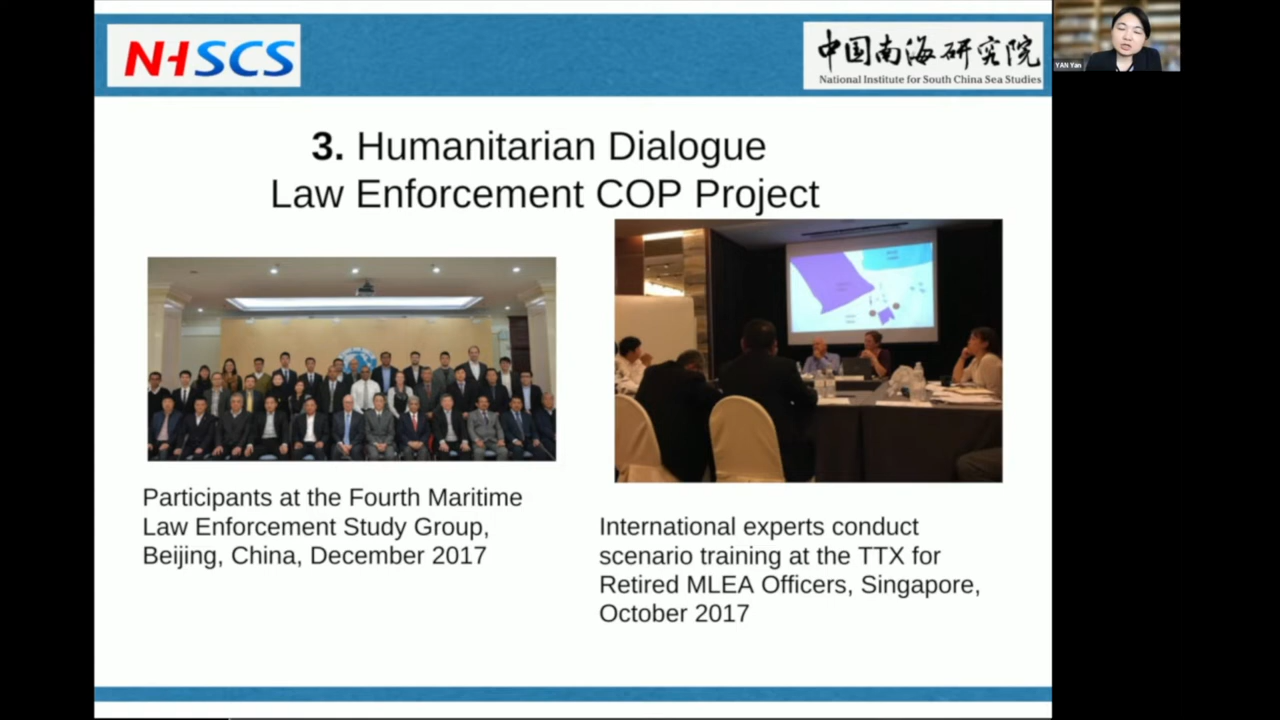 NHSCS
中国南海研究院
National Institute for South China Sea Studies
YAN Yan
3. Humanitarian Dialogue
Law Enforcement COP Project
Participants at the Fourth Maritime
Law Enforcement Study Group,
Beijing, China, December 2017
International experts conduct
scenario training at the TTX for
Retired MLEA Officers, Singapore,
October 2017